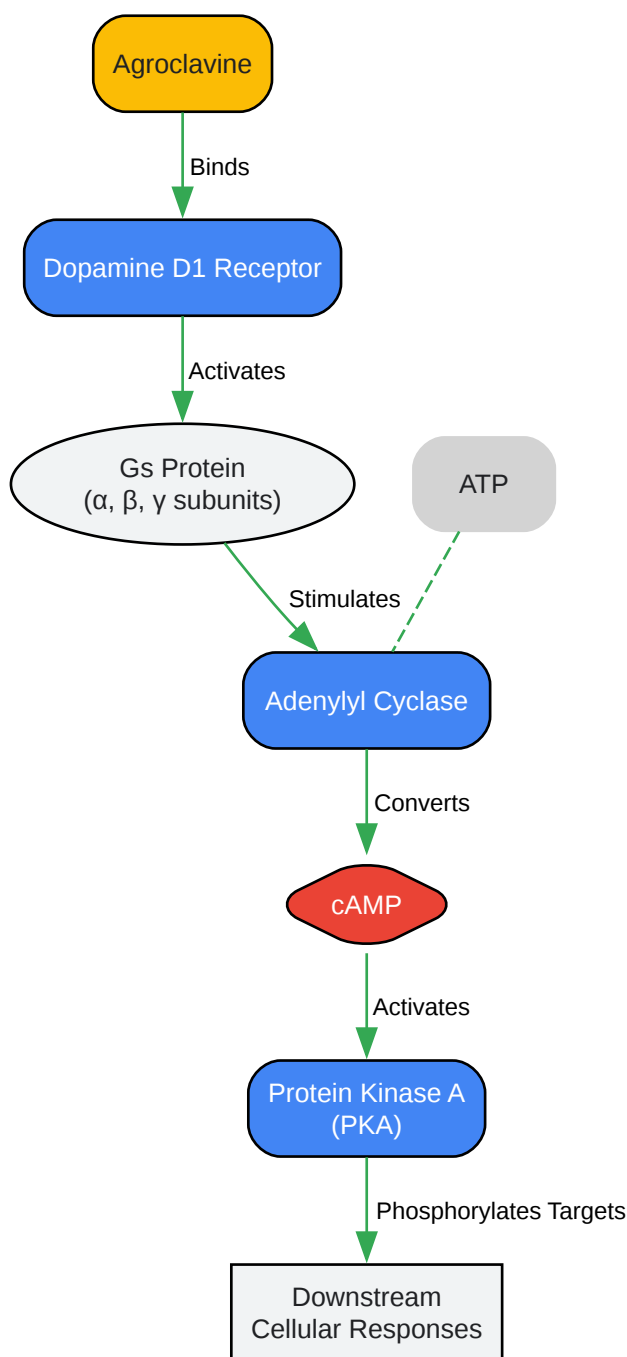 Agroclavine
Binds
Dopamine D1 Receptor
Activates
Gs Protein
(α, β, γ subunits)
ATP
Stimulates
Adenylyl Cyclase
Converts
cAMP
Activates
Protein Kinase A
(PKA)
Phosphorylates Targets
Downstream
Cellular Responses